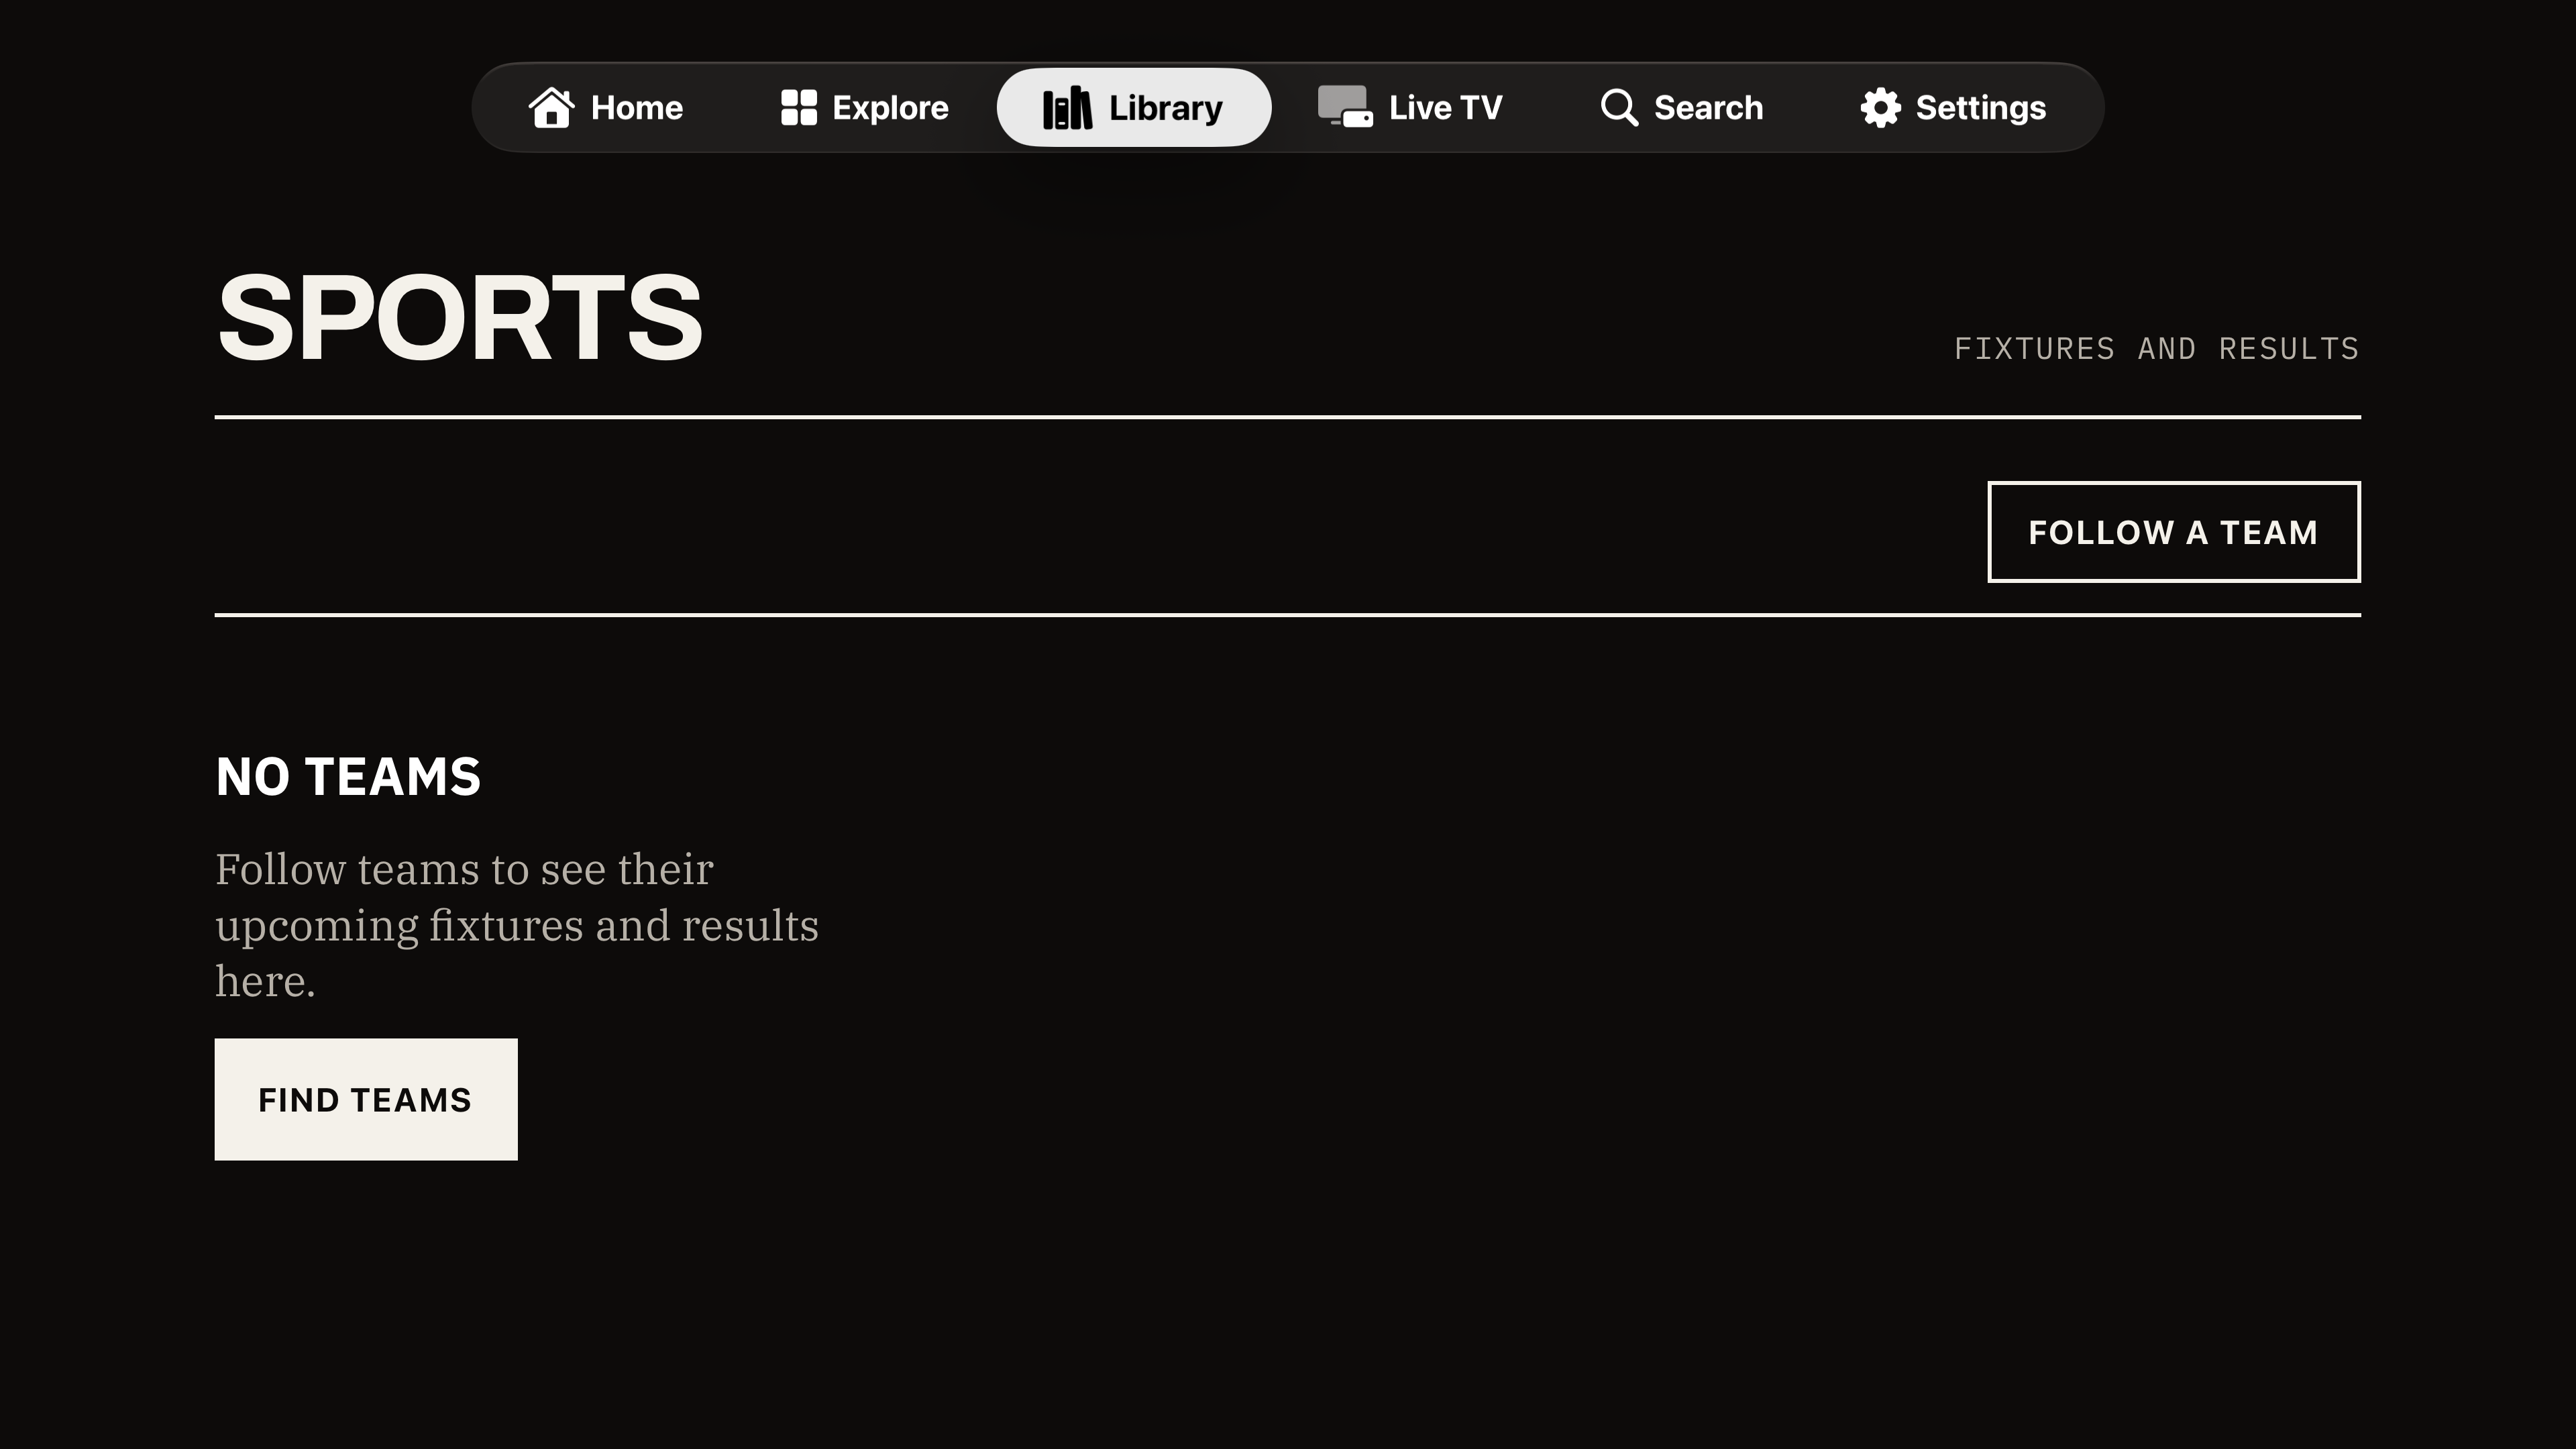 Home
Explore
Library
Live TV
Search
Settings
SPORTS
FIXTURES AND RESULTS
FOLLOW A TEAM
NO TEAMS
Follow teams to see their
upcoming fixtures and results
here.
FIND TEAMS